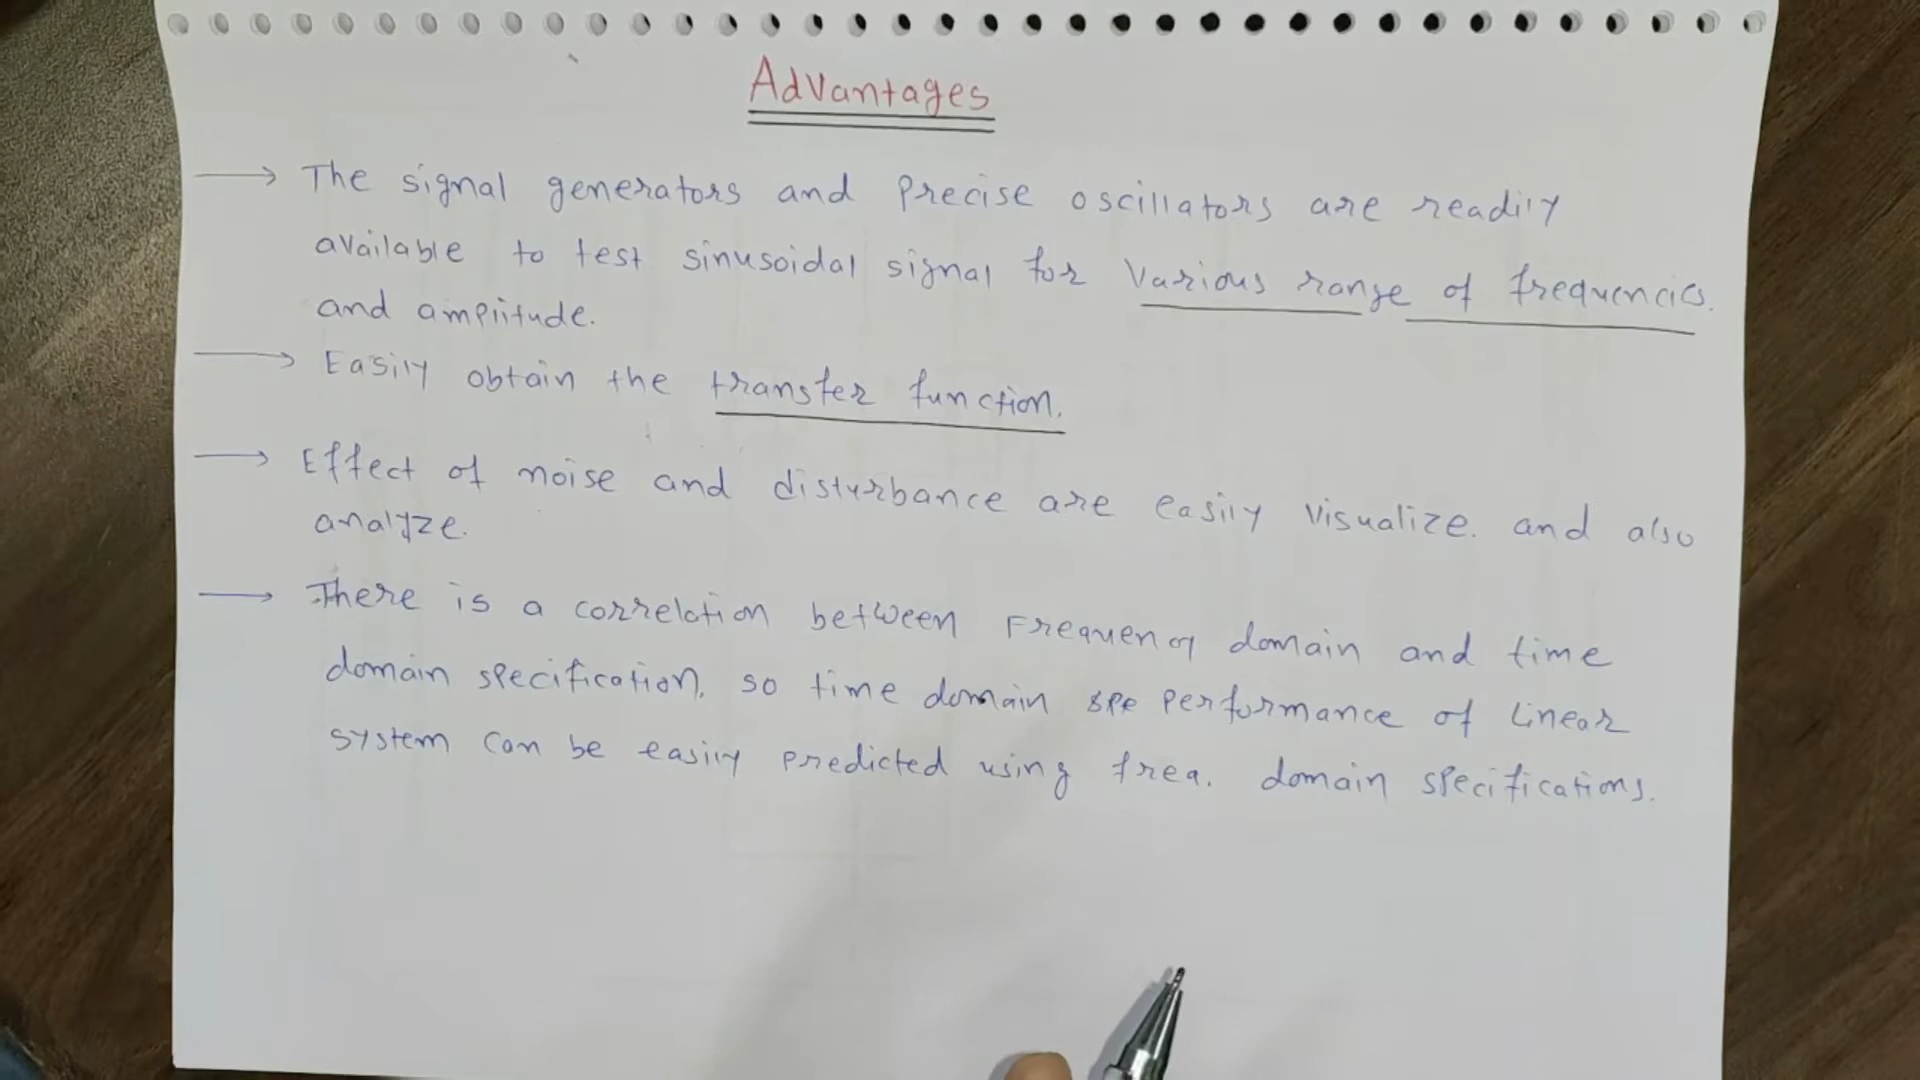 Advantages
→ The signal generators and precise oscillators are readily
available to test sinusoidal signal for various range of frequencies.
and amplitude.
→ Easily obtain the transfer function.
→ Effect of noise and disturbance are easily visualize. and also
analyze.
→ There is a correlation between Frequency domain and time
domain specification, so time domain spe performance of linear
system can be easily predicted using freq. domain specifications.